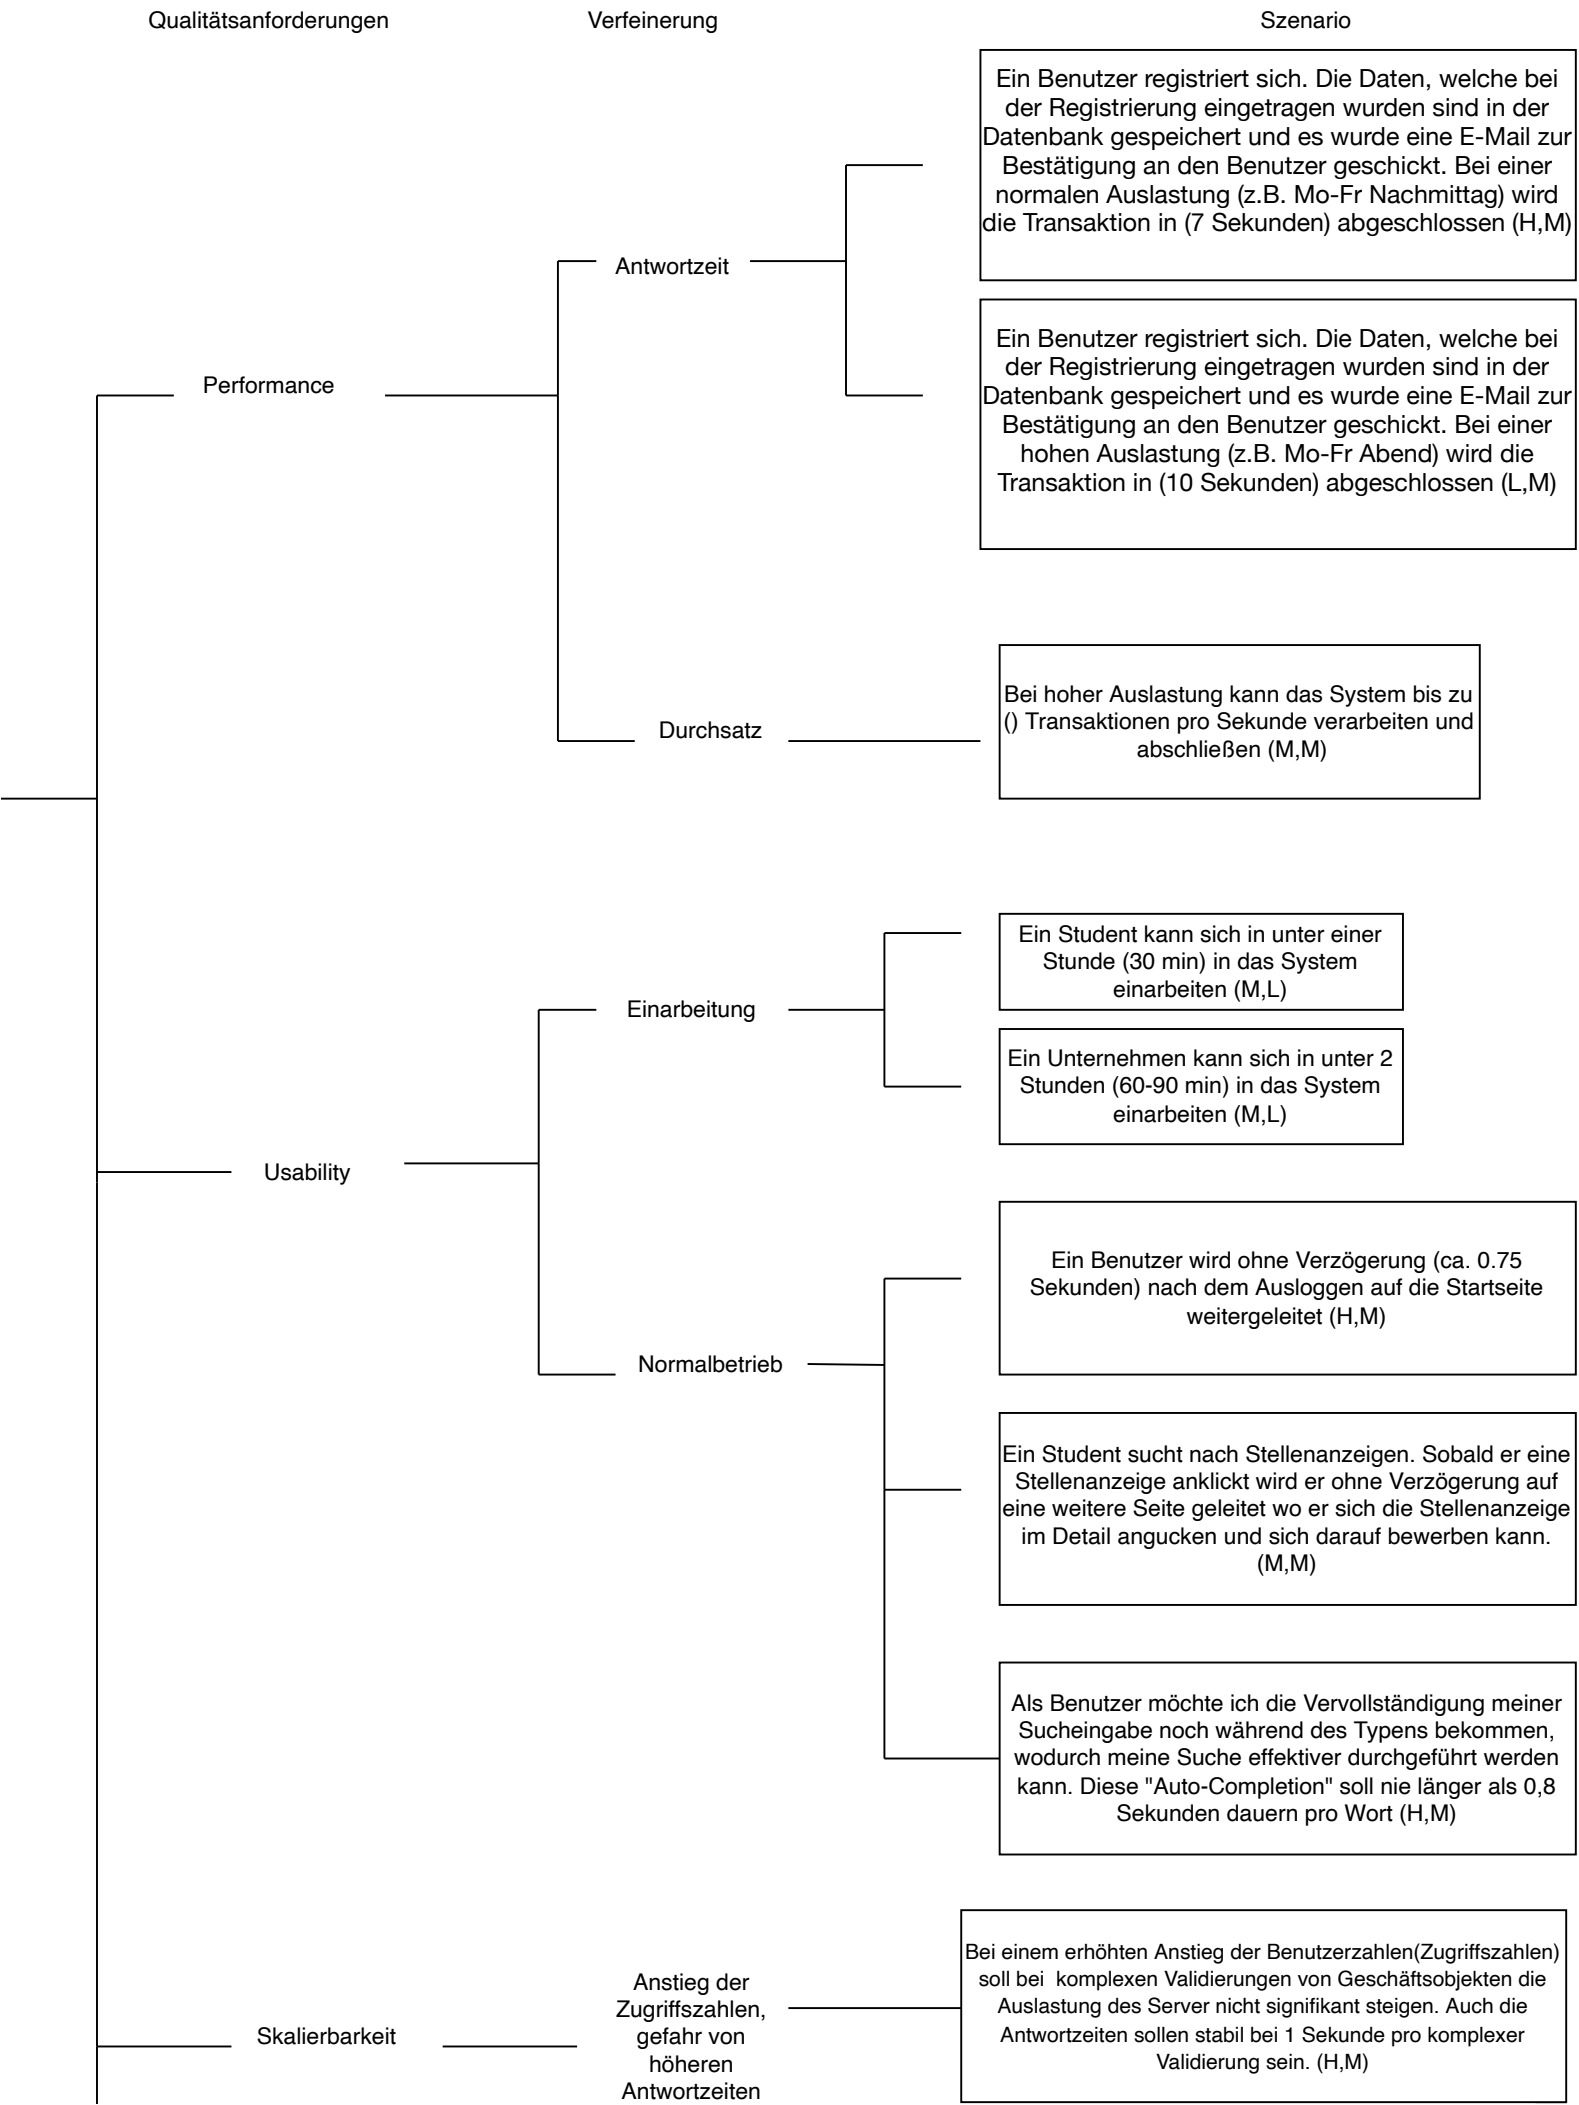 Qualitätsanforderungen
Verfeinerung
Szenario
Ein Benutzer registriert sich. Die Daten, welche bei
der Registrierung eingetragen wurden sind in der
Datenbank gespeichert und es wurde eine E-Mail zur
Bestätigung an den Benutzer geschickt. Bei einer
normalen Auslastung (z.B. Mo-Fr Nachmittag) wird
die Transaktion in (7 Sekunden) abgeschlossen (H,M)
Antwortzeit
Ein Benutzer registriert sich. Die Daten, welche bei
der Registrierung eingetragen wurden sind in der
Datenbank gespeichert und es wurde eine E-Mail zur
Bestätigung an den Benutzer geschickt. Bei einer
hohen Auslastung (z.B. Mo-Fr Abend) wird die
Transaktion in (10 Sekunden) abgeschlossen (L,M)
Performance
Durchsatz
Bei hoher Auslastung kann das System bis zu
() Transaktionen pro Sekunde verarbeiten und
abschließen (M,M)
Einarbeitung
Ein Student kann sich in unter einer
Stunde (30 min) in das System
einarbeiten (M,L)
Ein Unternehmen kann sich in unter 2
Stunden (60-90 min) in das System
einarbeiten (M,L)
Usability
Normalbetrieb
Ein Benutzer wird ohne Verzögerung (ca. 0.75
Sekunden) nach dem Ausloggen auf die Startseite
weitergeleitet (H,M)
Ein Student sucht nach Stellenanzeigen. Sobald er eine
Stellenanzeige anklickt wird er ohne Verzögerung auf
eine weitere Seite geleitet wo er sich die Stellenanzeige
im Detail angucken und sich darauf bewerben kann.
(M,M)
Als Benutzer möchte ich die Vervollständigung meiner
Sucheingabe noch während des Typens bekommen,
wodurch meine Suche effektiver durchgeführt werden
kann. Diese "Auto-Completion" soll nie länger als 0,8
Sekunden dauern pro Wort (H,M)
Skalierbarkeit
Anstieg der
Zugriffszahlen,
gefahr von
höheren
Antwortzeiten
Bei einem erhöhten Anstieg der Benutzerzahlen(Zugriffszahlen)
soll bei  komplexen Validierungen von Geschäftsobjekten die
Auslastung des Server nicht signifikant steigen. Auch die
Antwortzeiten sollen stabil bei 1 Sekunde pro komplexer
Validierung sein. (H,M)